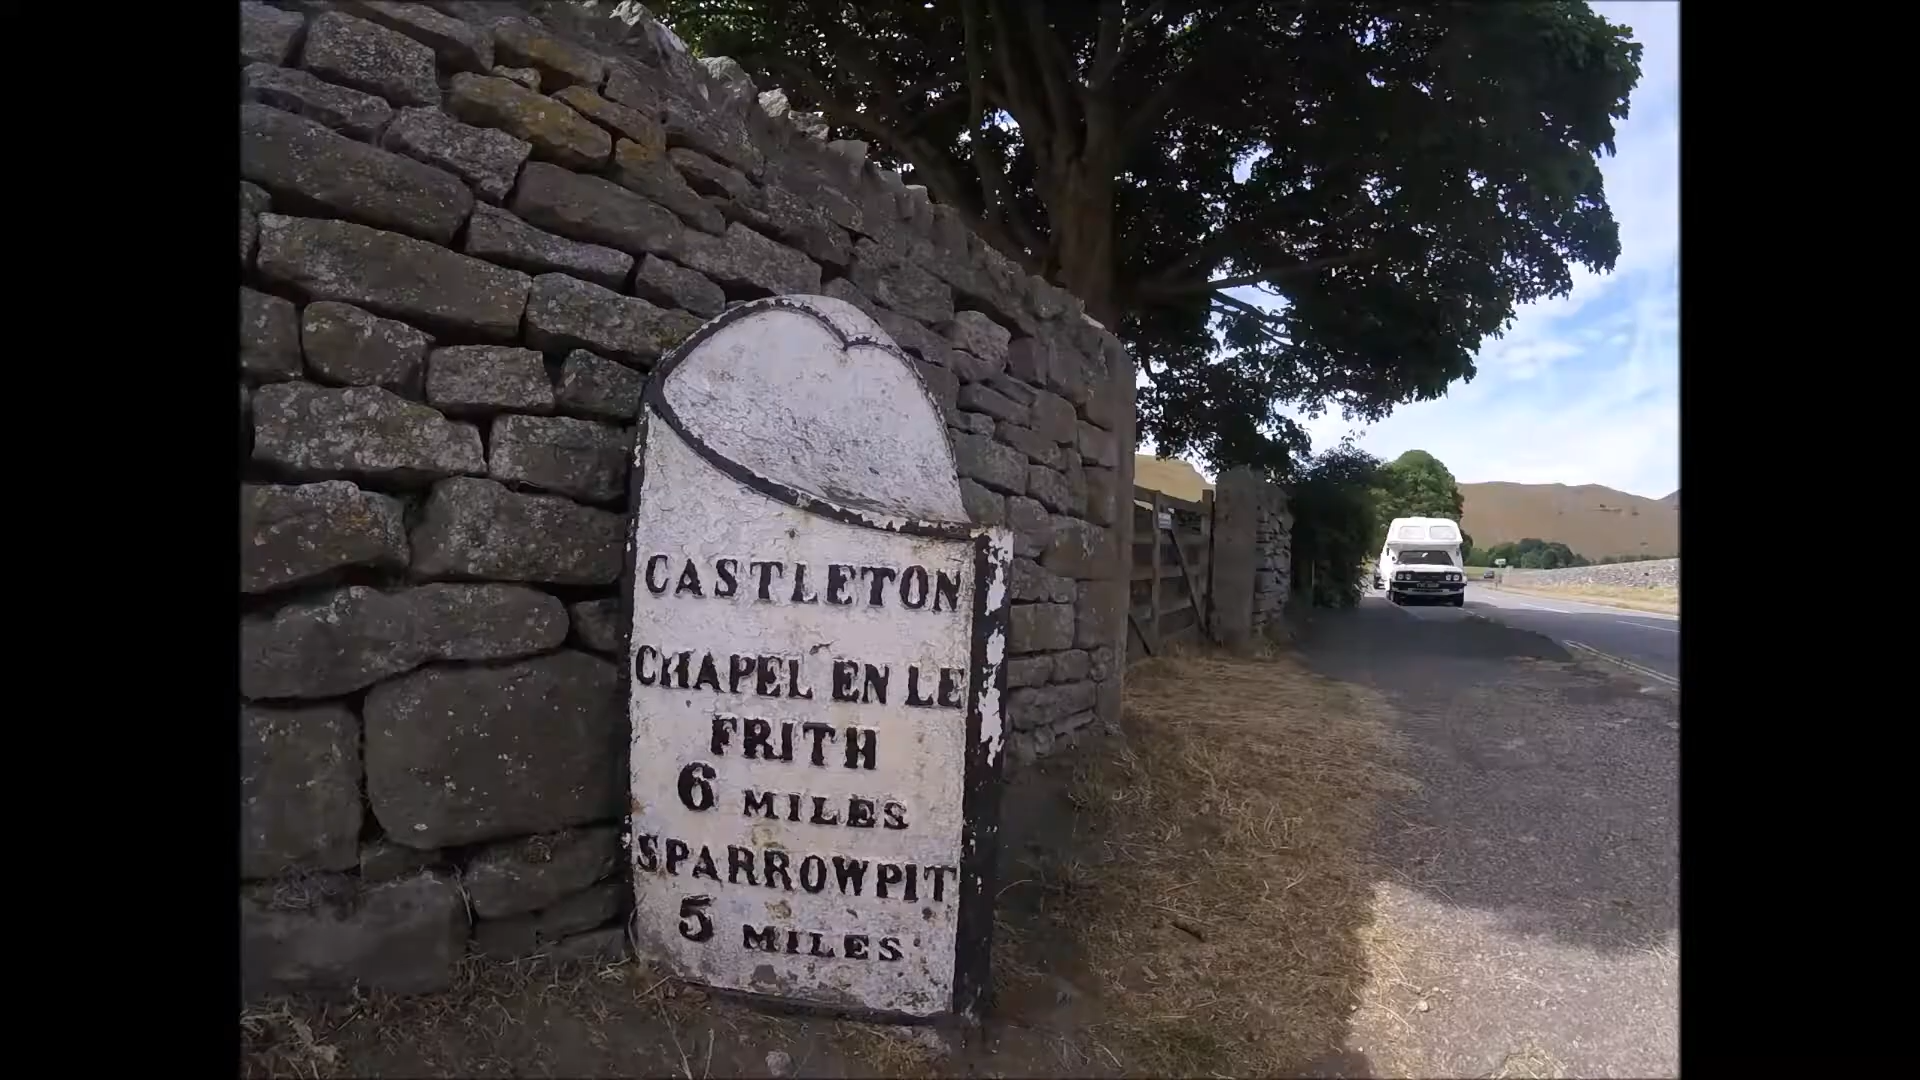 CASTLETON
CHAPEL EN LE
FRITH
6 MILES
SPARROWPIT
5 MILES